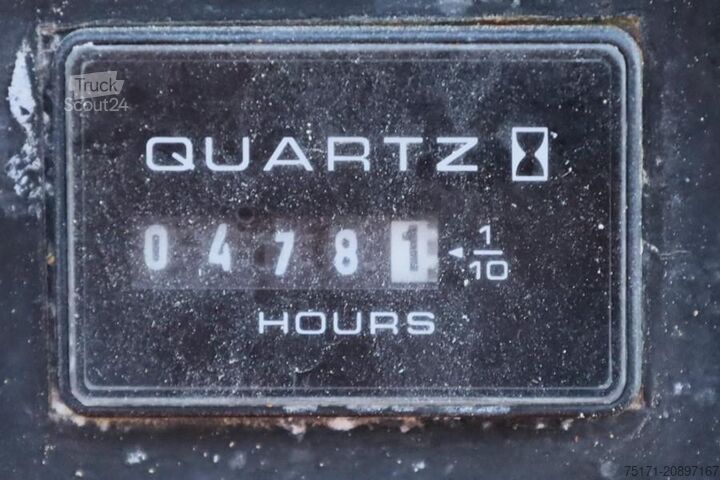 Truck
Scout24
QUARTZ
0 4 7 8 1 ◄ 1/10
HOURS
75171-20897167